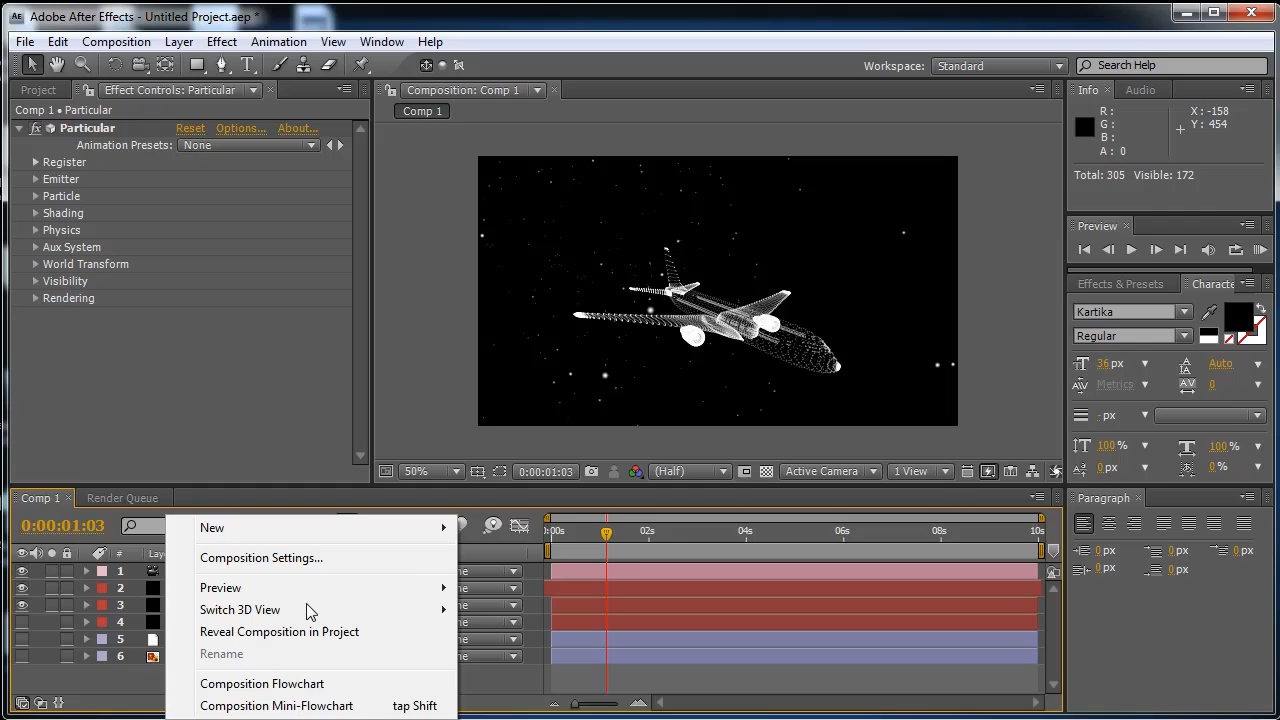 AE Adobe After Effects - Untitled Project.aep *
File Edit Composition Layer Effect Animation View Window Help
Workspace: Standard Search Help
Project Effect Controls: Particular Composition: Comp 1 Info Audio
Comp 1 • Particular
Comp 1
fx Particular Reset Options... About...
Animation Presets: None
Register
Emitter
Particle
Shading
Physics
Aux System
World Transform
Visibility
Rendering
R:
G:
B:
A: 0
X: -158
Y: 454
Total: 305 Visible: 172
Preview
Effects & Presets Characte
Kartika
Regular
36 px Auto
Metrics 0
- px
100 % 100 %
0 px 0 %
50% 0:00:01:03 (Half) Active Camera 1 View
Comp 1 Render Queue
Paragraph
0:00:01:03
:00s 02s 04s 06s 08s 10s
# Lay
1
2
3
4
5
6
New
Composition Settings...
Preview
Switch 3D View
Reveal Composition in Project
Rename
Composition Flowchart
Composition Mini-Flowchart tap Shift
0 px 0 px 0 px
0 px 0 px